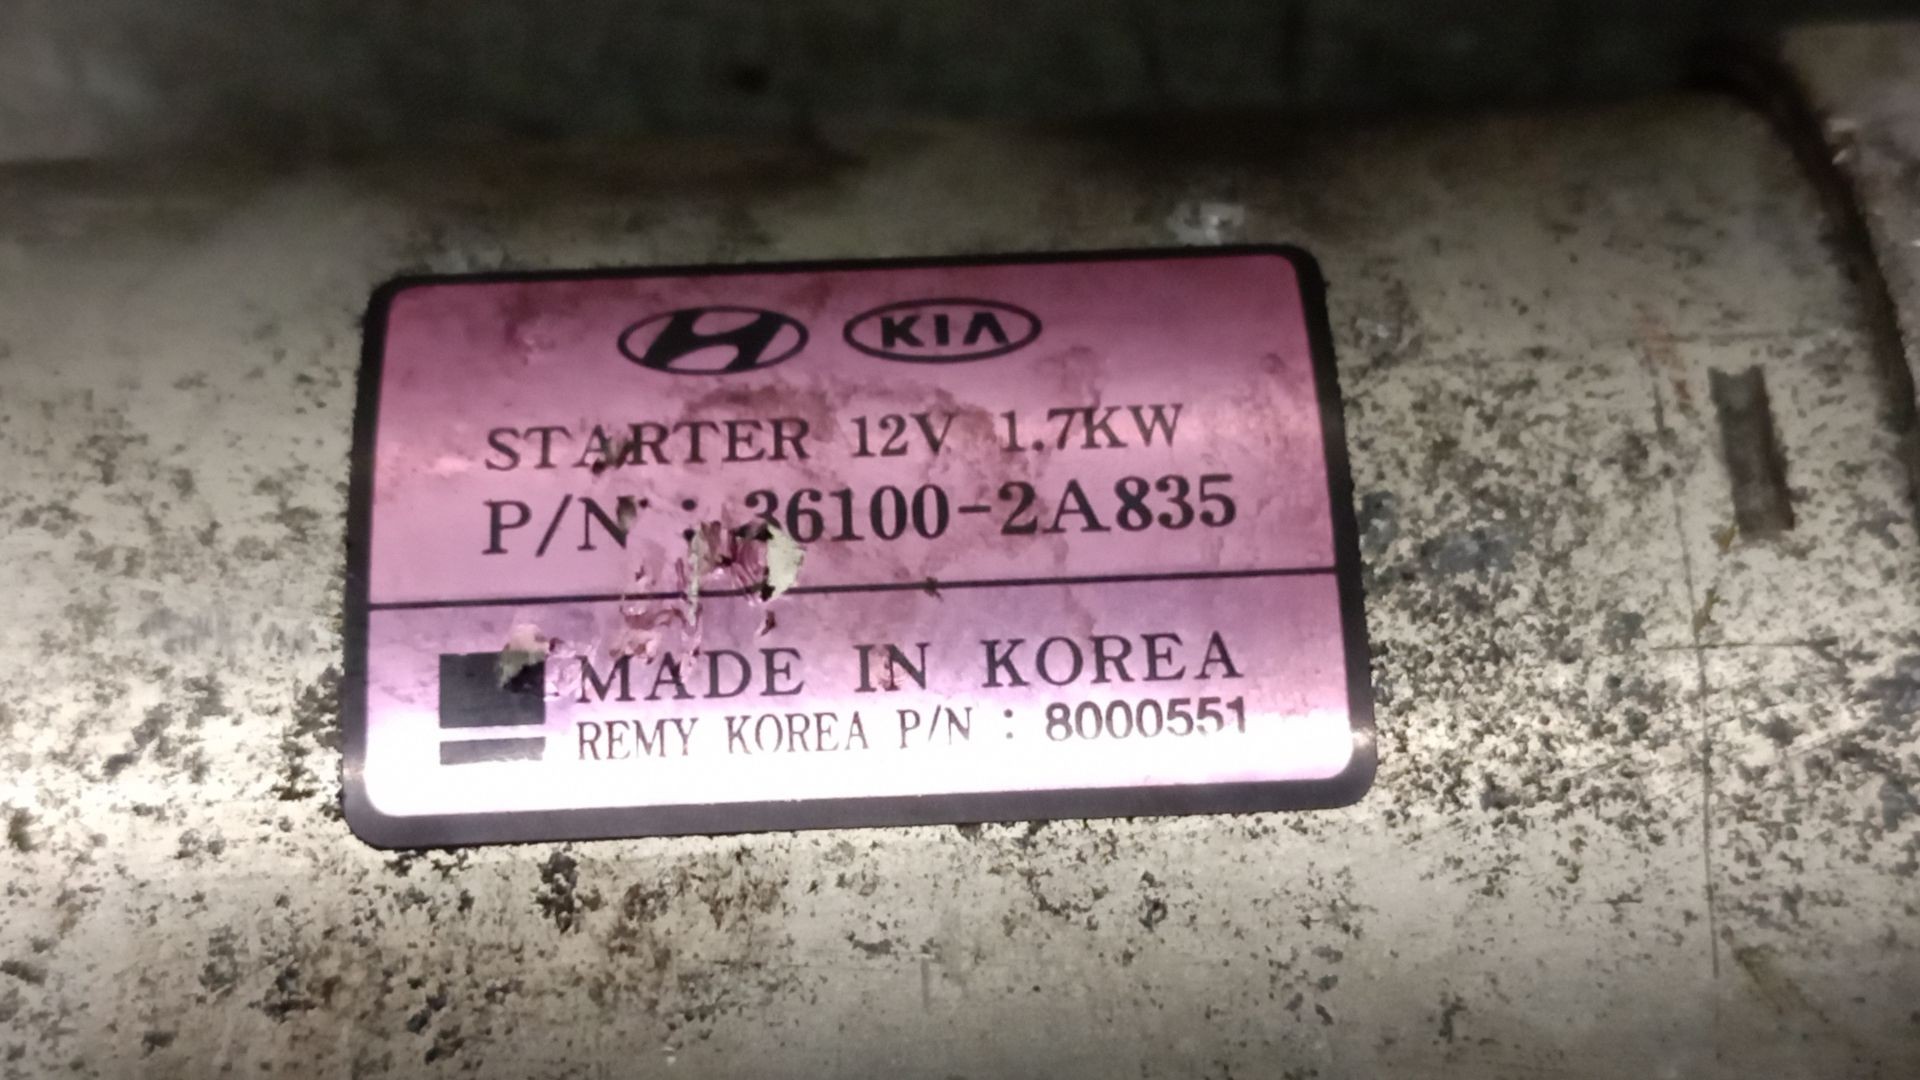 KIA
STARTER 12V 1.7KW
P/N : 36100-2A835
MADE IN KOREA
REMY KOREA P/N : 8000551